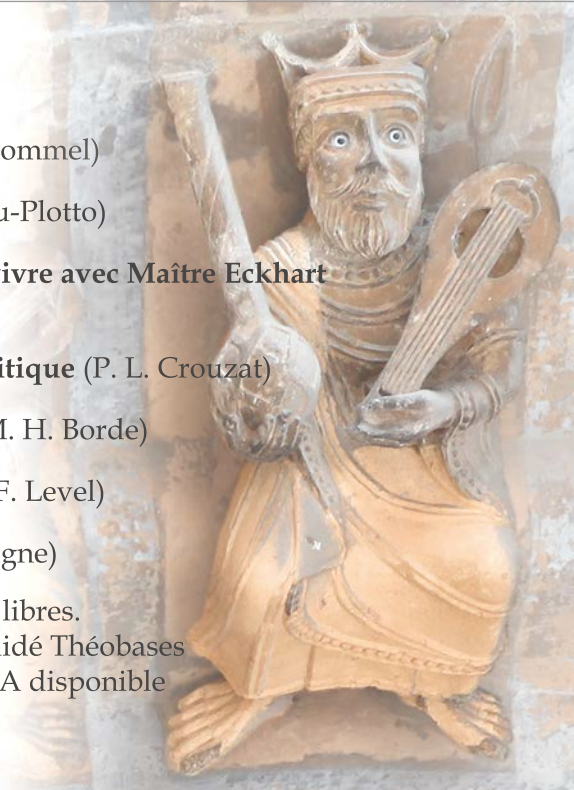 ommel)
u-Plotto)
ivre avec Maître Eckhart
itique (P. L. Crouzat)
M. H. Borde)
F. Level)
gne)
libres.
idé Théobases
A disponible